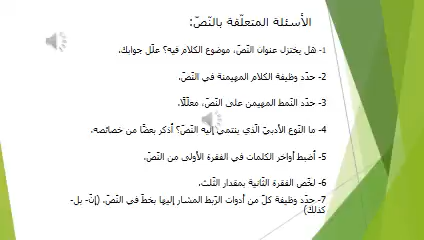 الأسئلة المتعلّقة بالنّصّ:
1- هل يختزل عنوان النّصّ، موضوع الكلام فيه؟ علّل جوابك.
2- حدّد وظيفة الكلام المهيمنة في النّصّ.
3- حدّد النّمط المهيمن على النّصّ، معلّلًا.
4- ما النّوع الأدبيّ الّذي ينتمي إليه النّصّ؟ أذكر بعضًا من خصائصه.
5- أضبط أواخر الكلمات في الفقرة الأولى من النّصّ.
6- لخّص الفقرة الثّانية بمقدار الثّلث.
7- حدّد وظيفة كلّ من أدوات الرّبط المشار إليها بخطّ في النّصّ. (إنّ- بل-
كذلك)